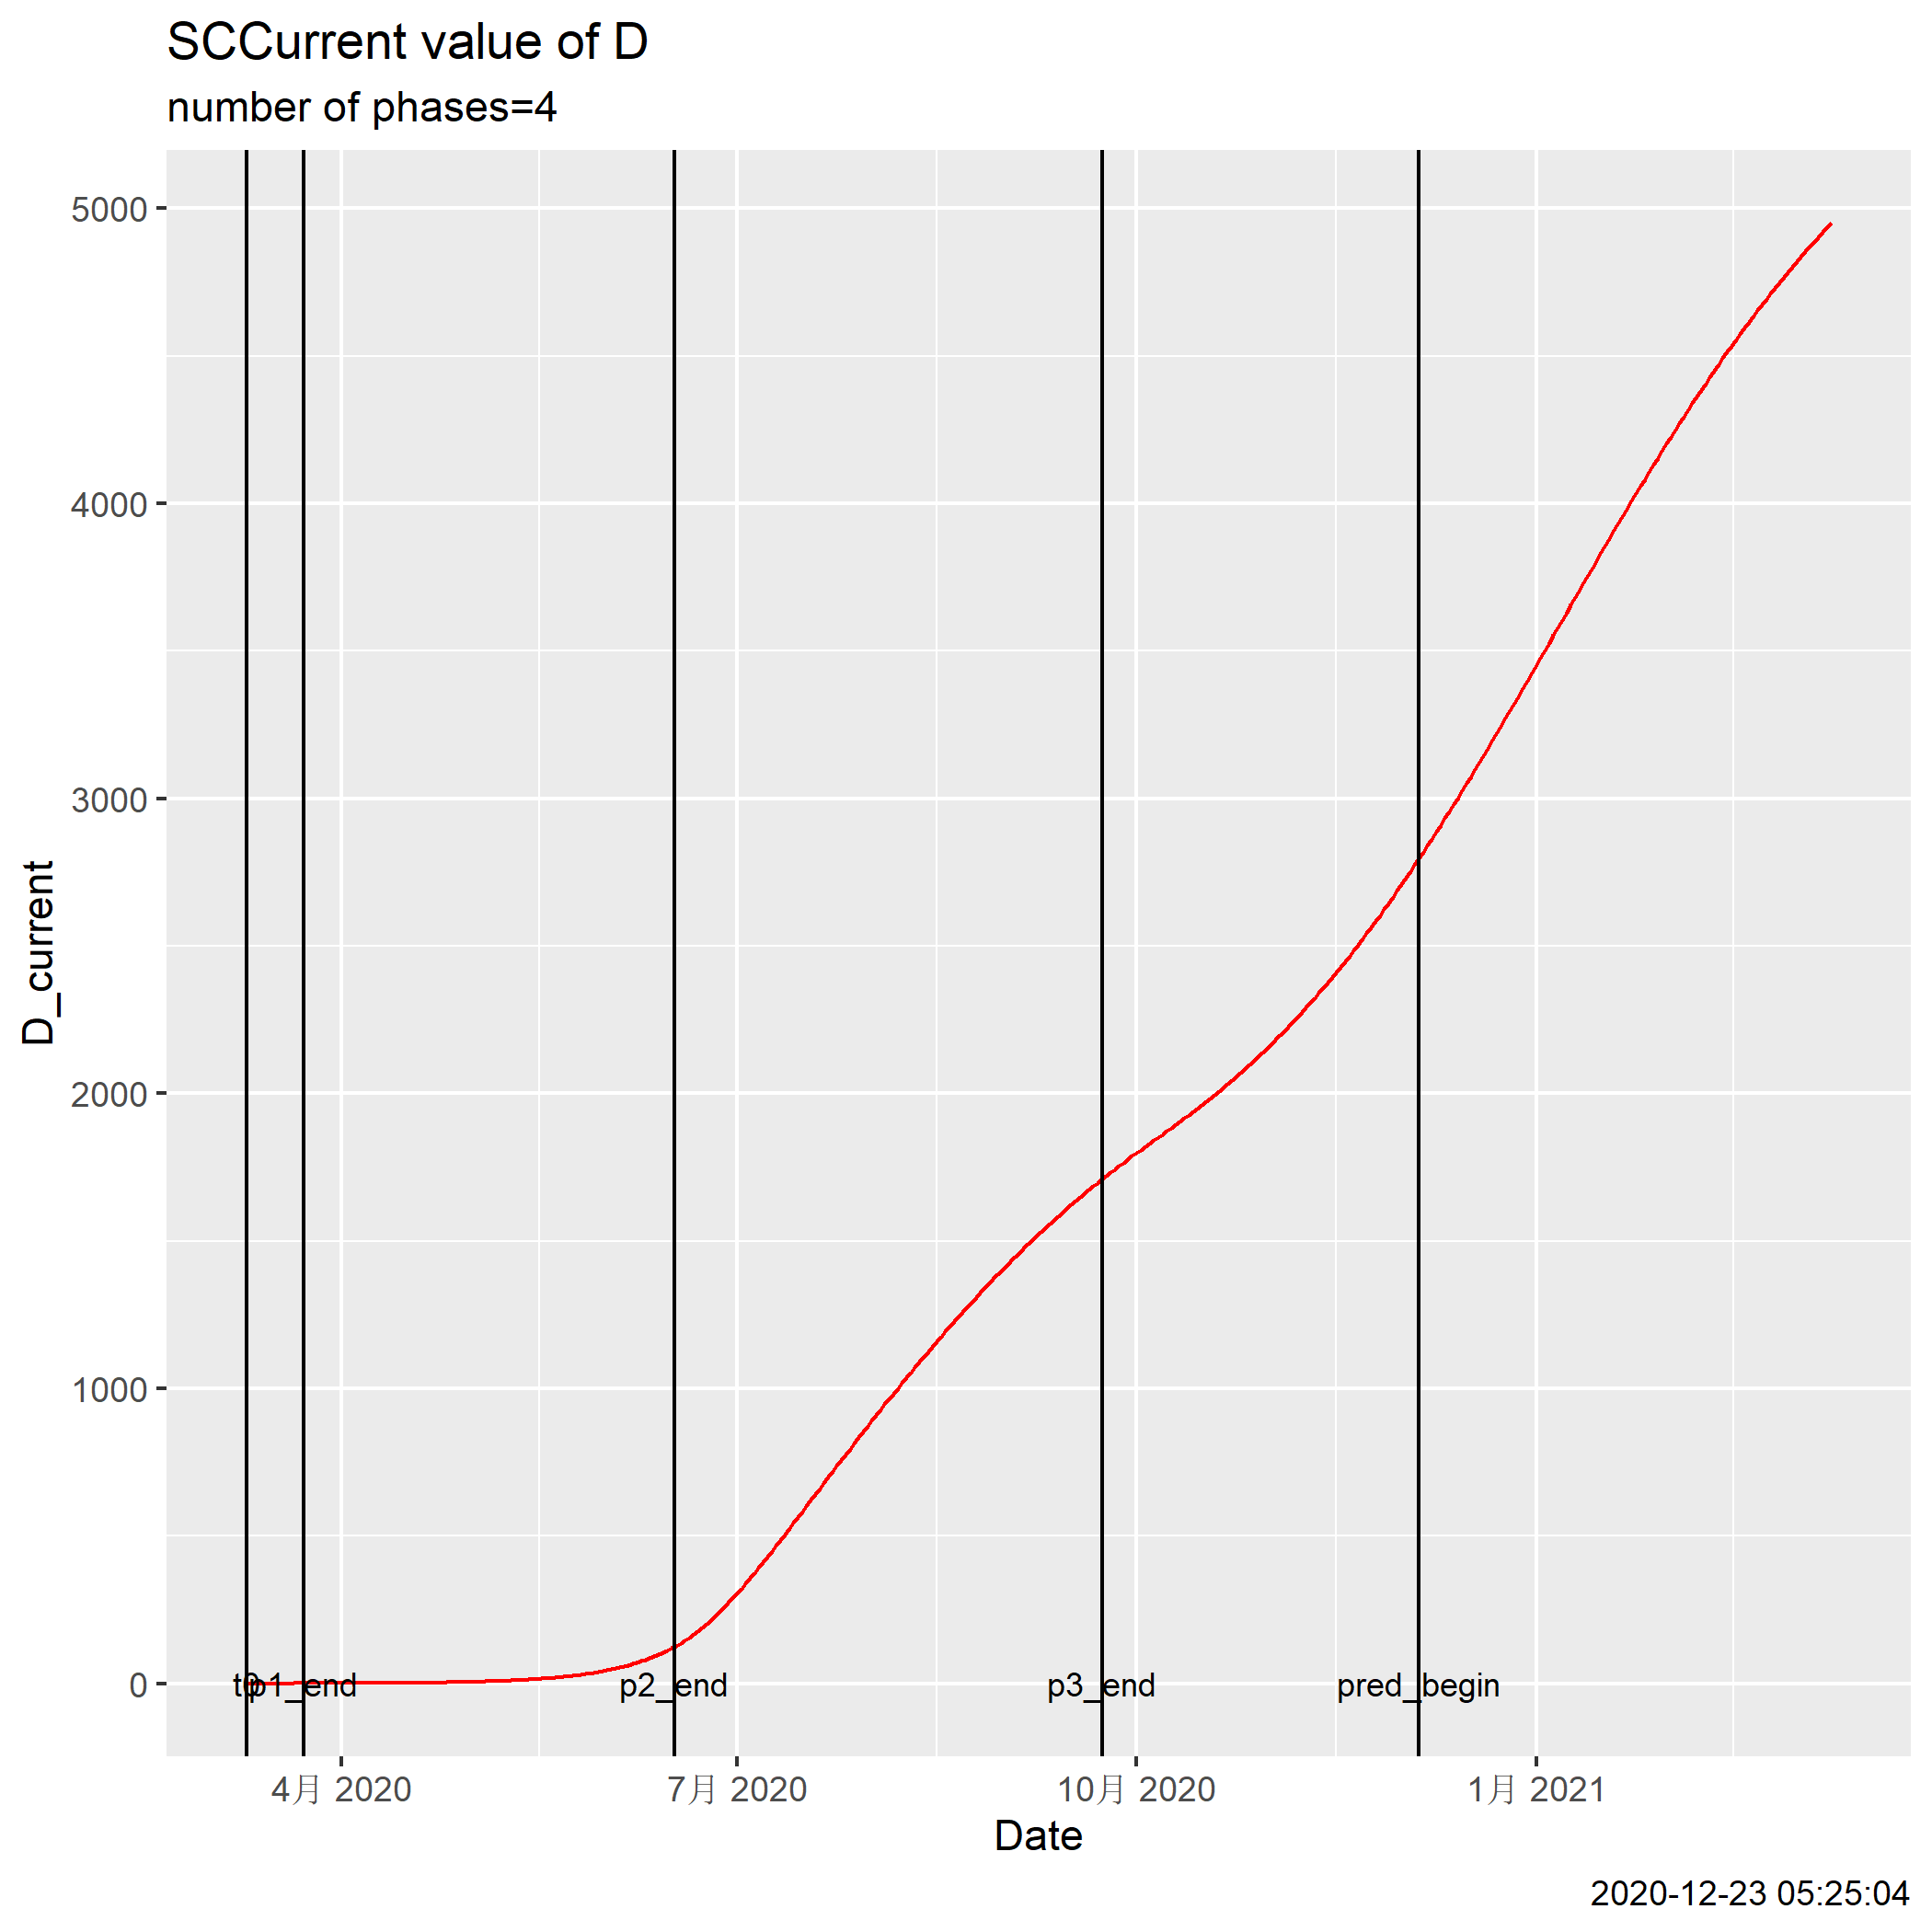 SCCurrent value of D
number of phases=4
5000
4000
3000
2000
1000
0
D_current
t0
p1_end
p2_end
p3_end
pred_begin
4月 2020
7月 2020
10月 2020
1月 2021
Date
2020-12-23 05:25:04